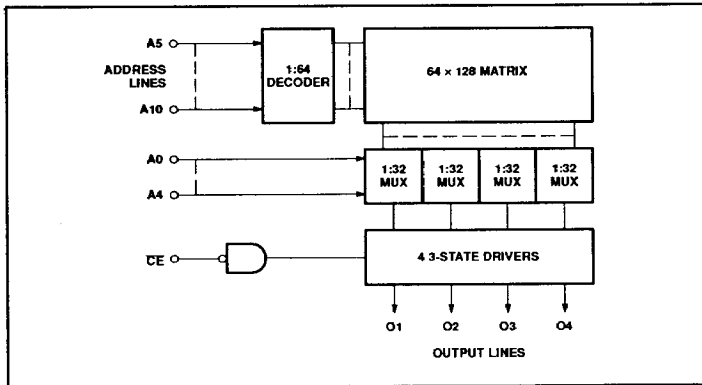 A5
ADDRESS
LINES
A10
1:64
DECODER
64 × 128 MATRIX
A0
A4
1:32
MUX
1:32
MUX
1:32
MUX
1:32
MUX
CE
4 3-STATE DRIVERS
O1
O2
O3
O4
OUTPUT LINES